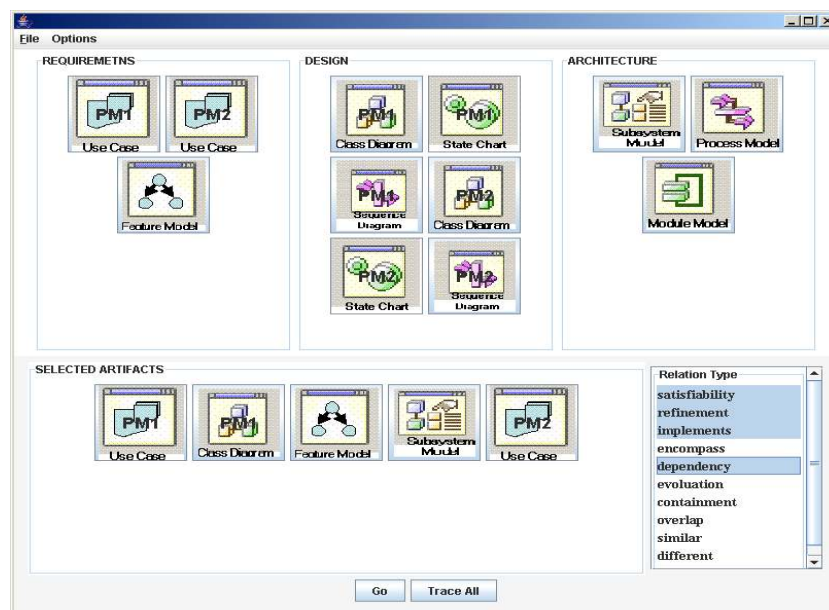 File Options
REQUIREMETNS
PM1
Use Case
PM2
Use Case
Feature Model
DESIGN
PM1
Class Diagram
PM1
State Chart
PM1
Sequence
Diagram
PM2
Class Diagram
PM2
State Chart
PM2
Sequence
Diagram
ARCHITECTURE
Subsystem
Model
Process Model
Module Model
SELECTED ARTIFACTS
PM1
Use Case
PM1
Class Diagram
Feature Model
Subsystem
Model
PM2
Use Case
Relation Type
satisfiability
refinement
implements
encompass
dependency
evaluation
containment
overlap
similar
different
Go
Trace All